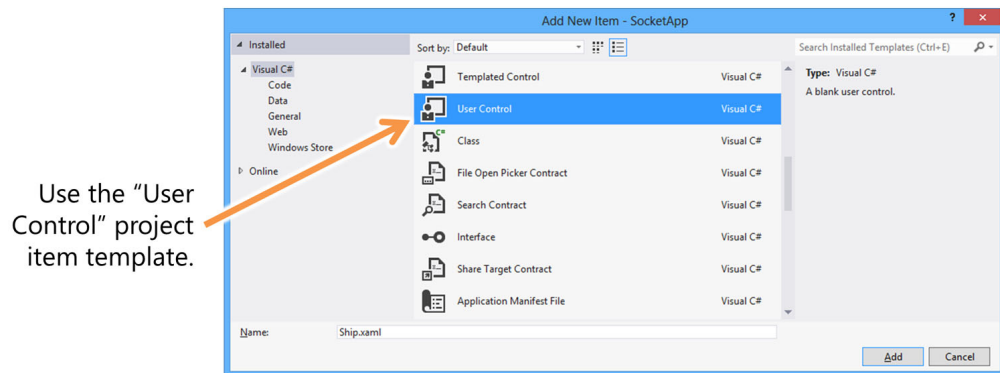 Add New Item - SocketApp
? ×
Installed
Sort by: Default
Search Installed Templates (Ctrl+E)
Visual C#
Code
Data
General
Web
Windows Store
Online
Templated Control Visual C#
User Control Visual C#
C# Class Visual C#
File Open Picker Contract Visual C#
Search Contract Visual C#
Interface Visual C#
Share Target Contract Visual C#
Application Manifest File Visual C#
Type: Visual C#
A blank user control.
Use the “User
Control” project
item template.
Name: Ship.xaml
Add Cancel